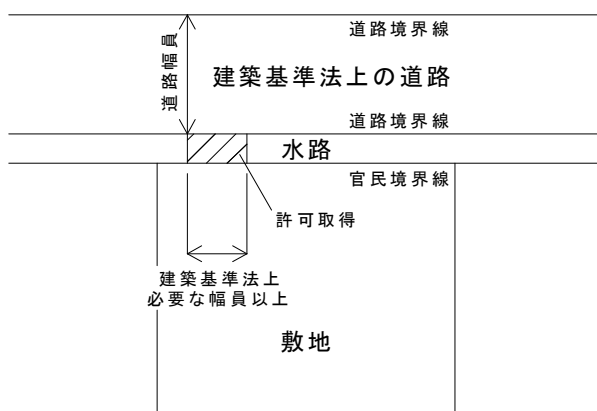 道路境界線
道路幅員
建築基準法上の道路
道路境界線
水路
官民境界線
許可取得
建築基準法上
必要な幅員以上
敷地